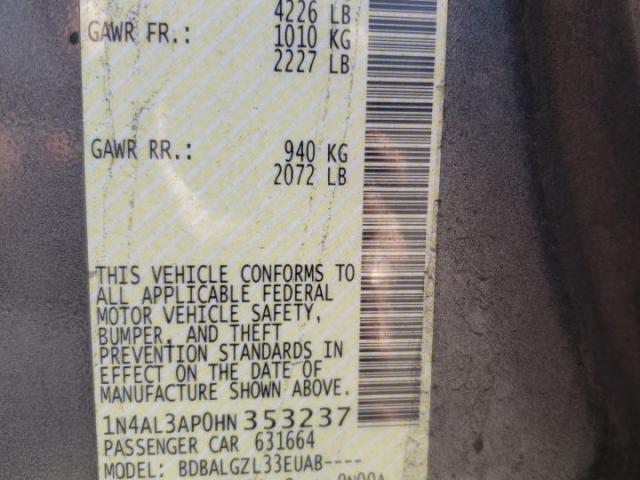 4226 LB
GAWR FR.: 1010 KG
2227 LB
GAWR RR.: 940 KG
2072 LB
THIS VEHICLE CONFORMS TO
ALL APPLICABLE FEDERAL
MOTOR VEHICLE SAFETY,
BUMPER, AND THEFT
PREVENTION STANDARDS IN
EFFECT ON THE DATE OF
MANUFACTURE SHOWN ABOVE.
1N4AL3AP0HN353237
PASSENGER CAR 631664
MODEL: BDBALGZL33EUAB----